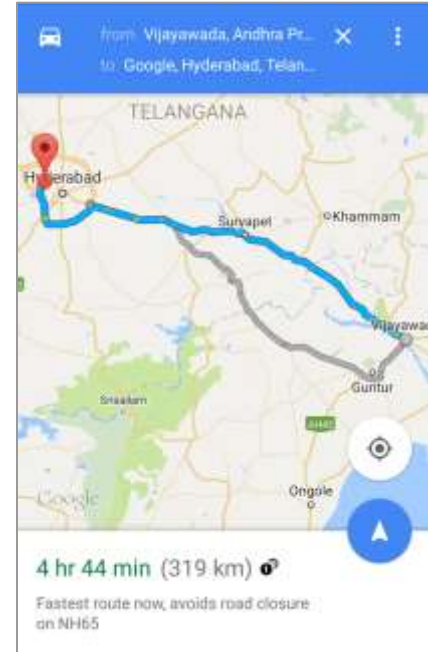 from Vijayawada, Andhra Pr...
to Google, Hyderabad, Telan...
TELANGANA
Hyderabad
Suryapet
Khammam
Vijayawa
Guntur
Srisailam
Ongole
Google
4 hr 44 min (319 km)
Fastest route now, avoids road closure
on NH65